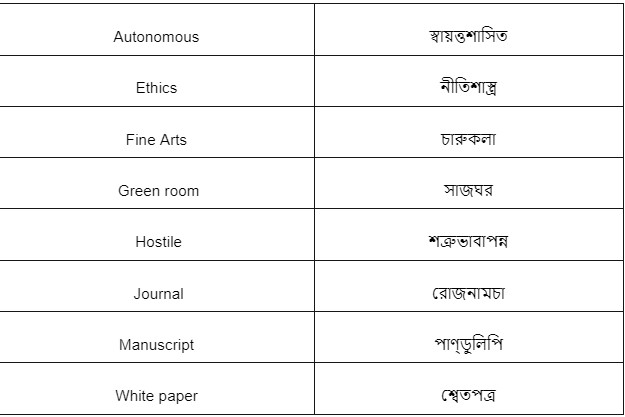 Autonomous স্বায়ত্তশাসিত
Ethics নীতিশাস্ত্র
Fine Arts চারুকলা
Green room সাজঘর
Hostile শত্রুভাবাপন্ন
Journal রোজনামচা
Manuscript পাণ্ডুলিপি
White paper শ্বেতপত্র